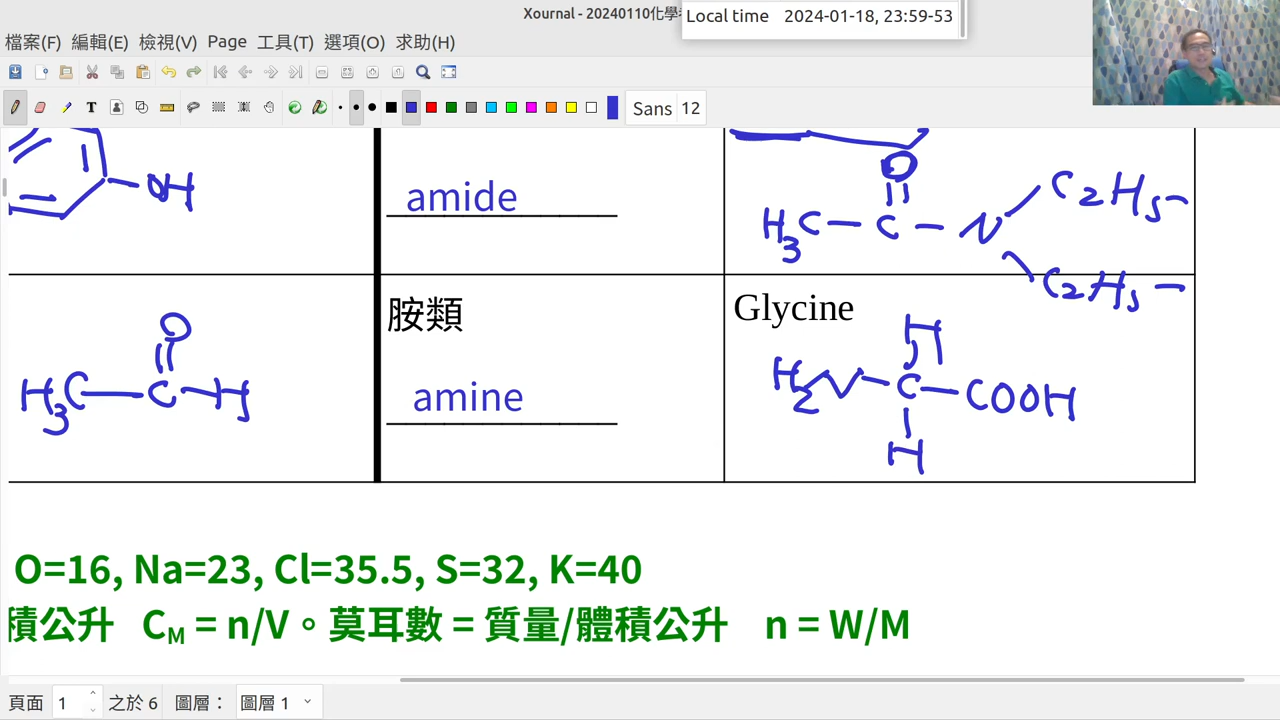 Xournal - 20240110化學考
Local time 2024-01-18, 23:59-53
檔案(F) 編輯(E) 檢視(V) Page 工具(T) 選項(O) 求助(H)
Sans 12
OH
amide
O
H3C — C — N
C2H5
C2H5
胺類
amine
Glycine
O
H3C — C — H
H
H2N — C — COOH
H
O=16, Na=23, Cl=35.5, S=32, K=40
積公升 CM = n/V。莫耳數 = 質量/體積公升 n = W/M
頁面 1 之於 6 圖層： 圖層 1